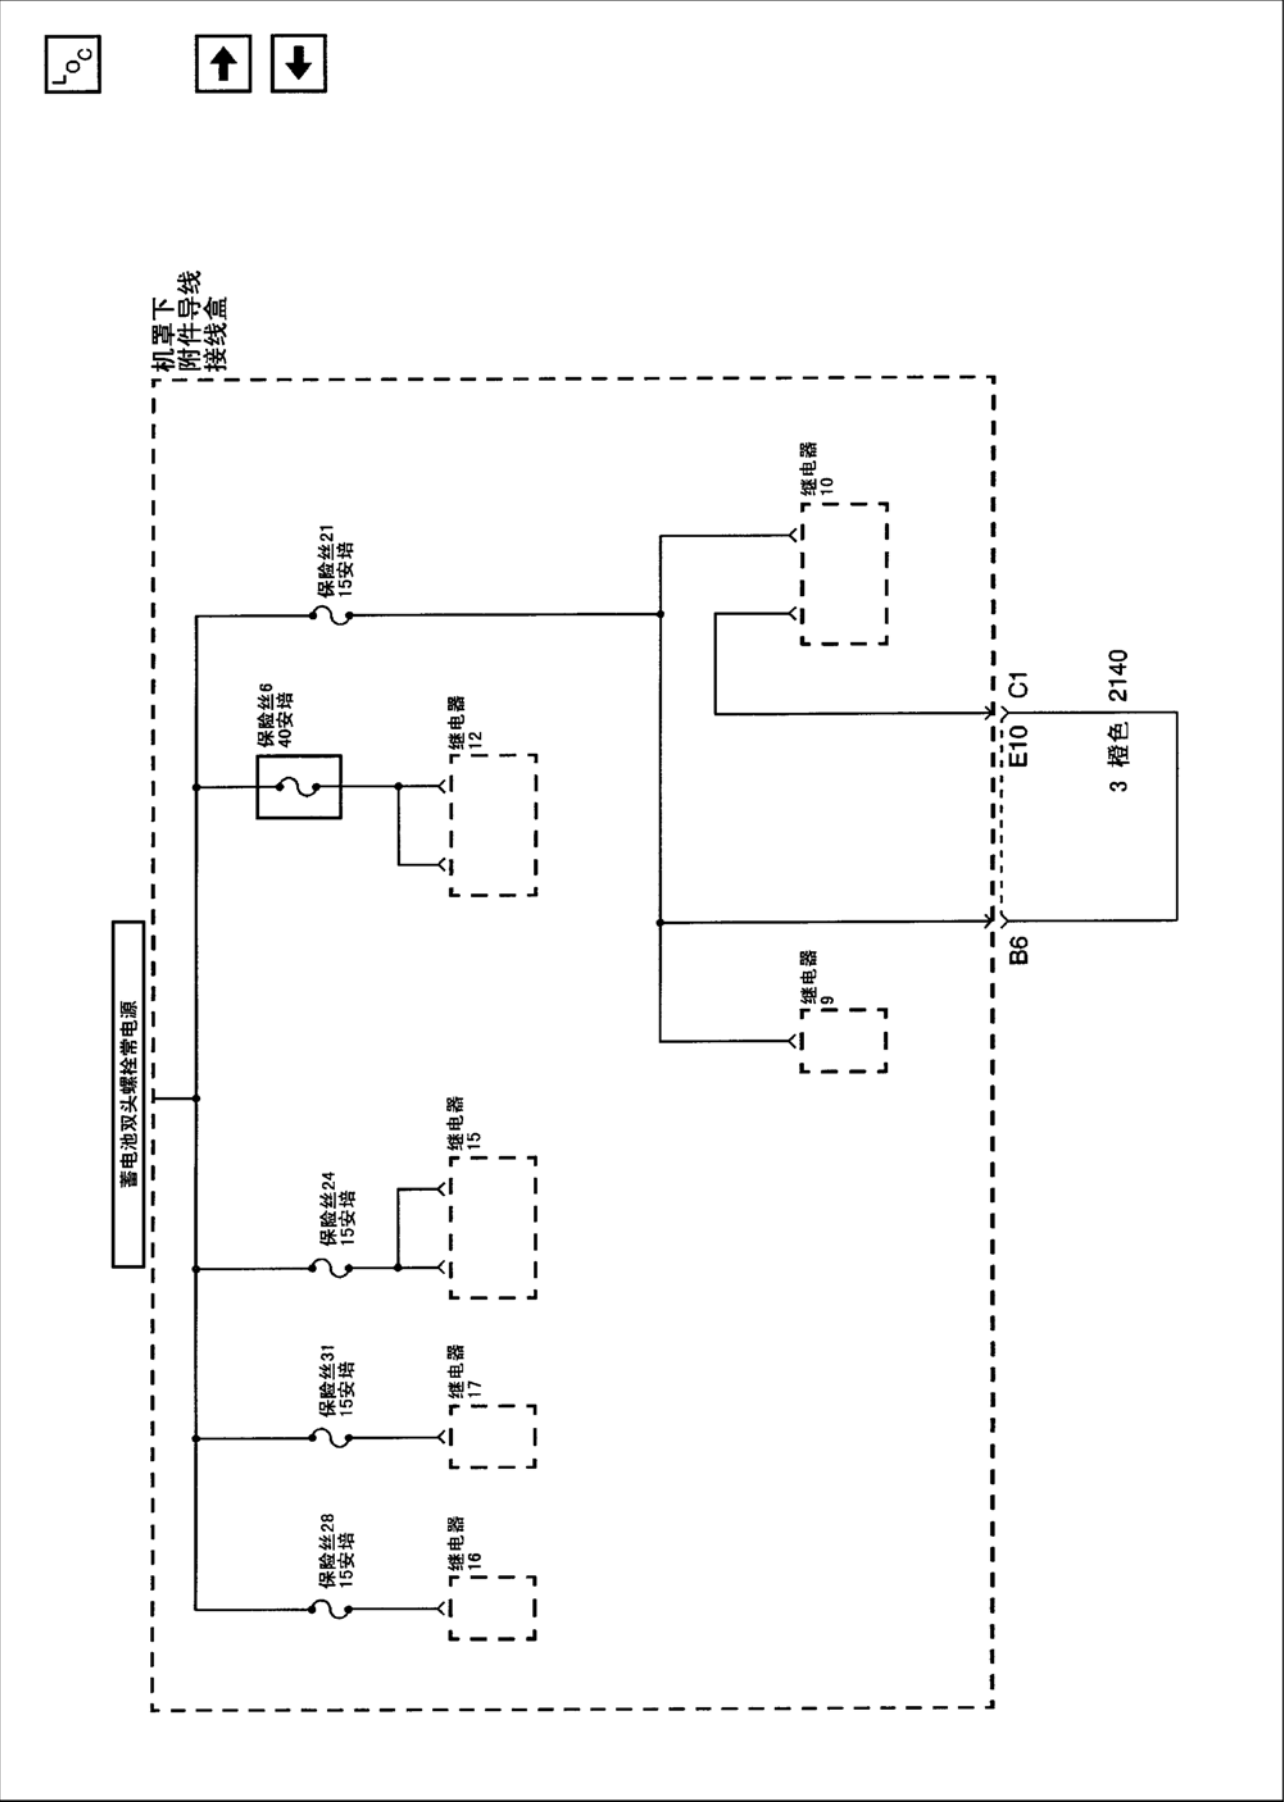 LOC
机罩下
附件导线
接线盒
蓄电池双头螺栓常电源
保险丝28
15安培
保险丝31
15安培
保险丝24
15安培
保险丝6
40安培
保险丝21
15安培
继电器
16
继电器
17
继电器
15
继电器
12
继电器
9
继电器
10
B6
E10
C1
3 橙色 2140